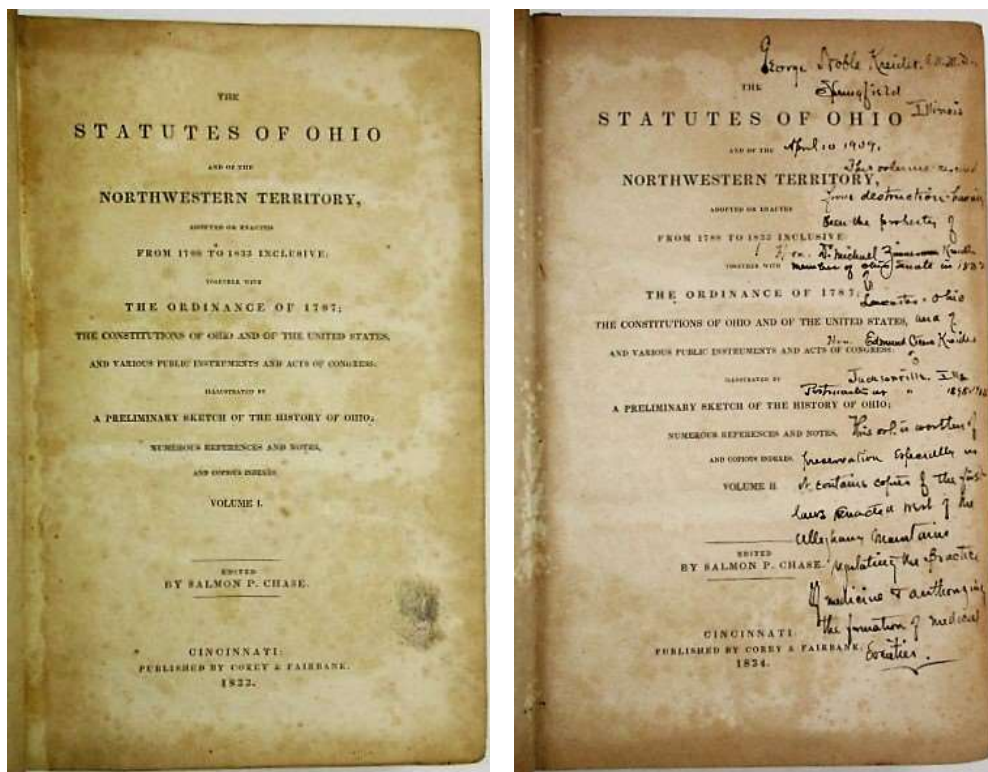 THE
STATUTES OF OHIO
AND OF THE
NORTHWESTERN TERRITORY,
ADOPTED OR ENACTED
FROM 1788 TO 1833 INCLUSIVE:
TOGETHER WITH
THE ORDINANCE OF 1787;
THE CONSTITUTIONS OF OHIO AND OF THE UNITED STATES,
AND VARIOUS PUBLIC INSTRUMENTS AND ACTS OF CONGRESS:
ILLUSTRATED BY
A PRELIMINARY SKETCH OF THE HISTORY OF OHIO;
NUMEROUS REFERENCES AND NOTES,
AND COPIOUS INDEXES.
VOLUME I.
EDITED
BY SALMON P. CHASE.
CINCINNATI:
PUBLISHED BY COREY & FAIRBANK.
1833.
George Noble Kreider
Springfield
Illinois
THE
STATUTES OF OHIO
AND OF THE
April 10 1909.
This volume rescued
NORTHWESTERN TERRITORY,
from destruction having
ADOPTED OR ENACTED
been the property of
FROM 1788 TO 1833 INCLUSIVE:
Hon. Dr. Michael Kreider
TOGETHER WITH
member of Ohio Senate in
of
THE ORDINANCE OF 1787;
Lancaster. Ohio
THE CONSTITUTIONS OF OHIO AND OF THE UNITED STATES,
and of
Hon. Edmund Kreider
AND VARIOUS PUBLIC INSTRUMENTS AND ACTS OF CONGRESS:
of
ILLUSTRATED BY
Jacksonville. Ills
Postmaster
A PRELIMINARY SKETCH OF THE HISTORY OF OHIO;
NUMEROUS REFERENCES AND NOTES,
This vol. is worthy of
AND COPIOUS INDEXES.
preservation especially as
VOLUME II.
it contains copies of the first
laws enacted west of the
Alleghany Mountains
EDITED
BY SALMON P. CHASE.
regulating the practice
of medicine & authorizing
the formation of medical
CINCINNATI:
PUBLISHED BY COREY & FAIRBANK.
Societies.
1834.